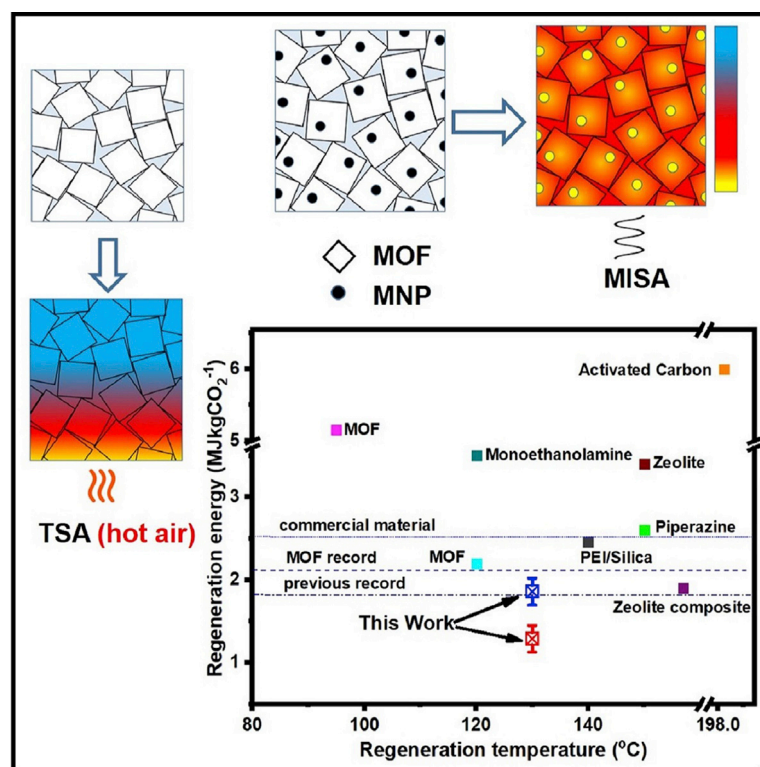 MOF
MNP
MISA
TSA (hot air)
Regeneration energy (MJkgCO₂⁻¹)
6
5
3
2
1
Activated Carbon
MOF
Monoethanolamine
Zeolite
Piperazine
commercial material
MOF record
MOF
PEI/Silica
previous record
Zeolite composite
This Work
80
100
120
140
198.0
Regeneration temperature (°C)